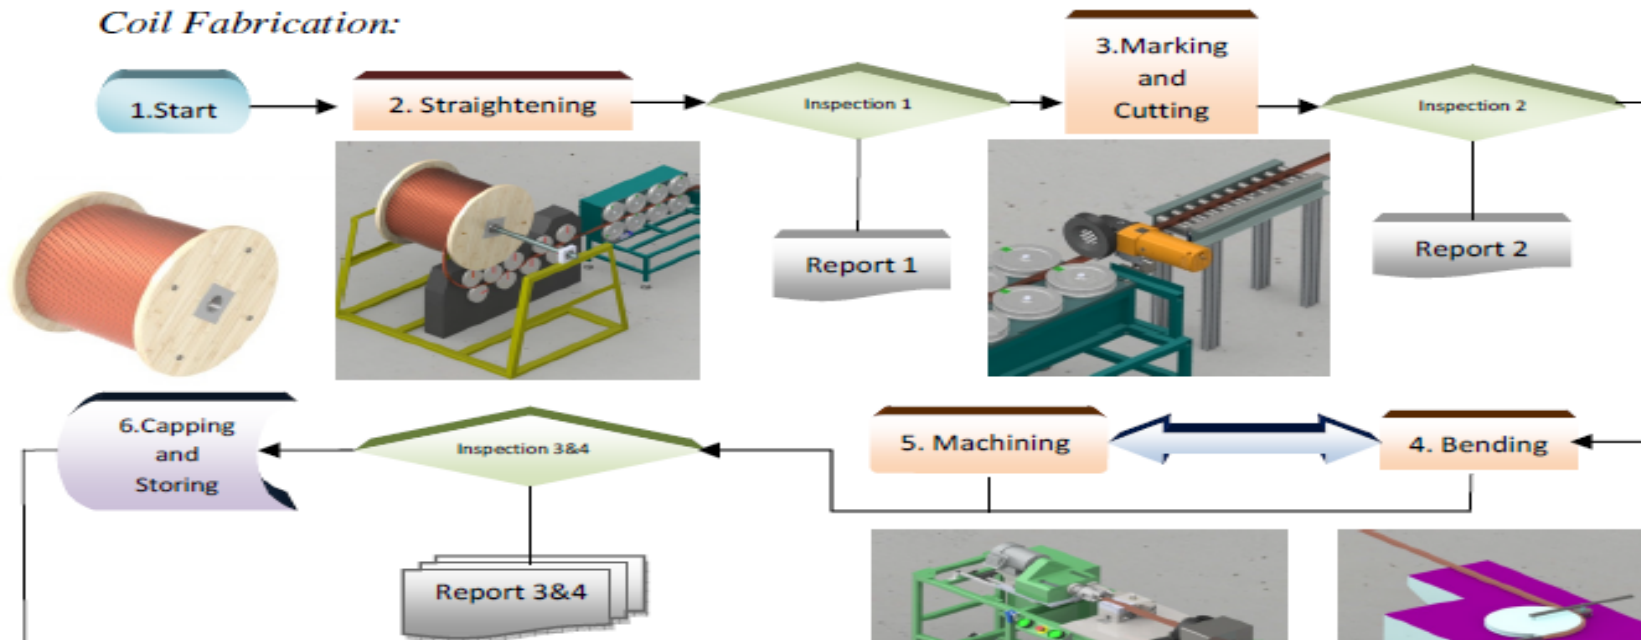 Coil Fabrication:
1.Start
2. Straightening
Inspection 1
3.Marking
and
Cutting
Inspection 2
Report 1
Report 2
6.Capping
and
Storing
Inspection 3&4
5. Machining
4. Bending
Report 3&4